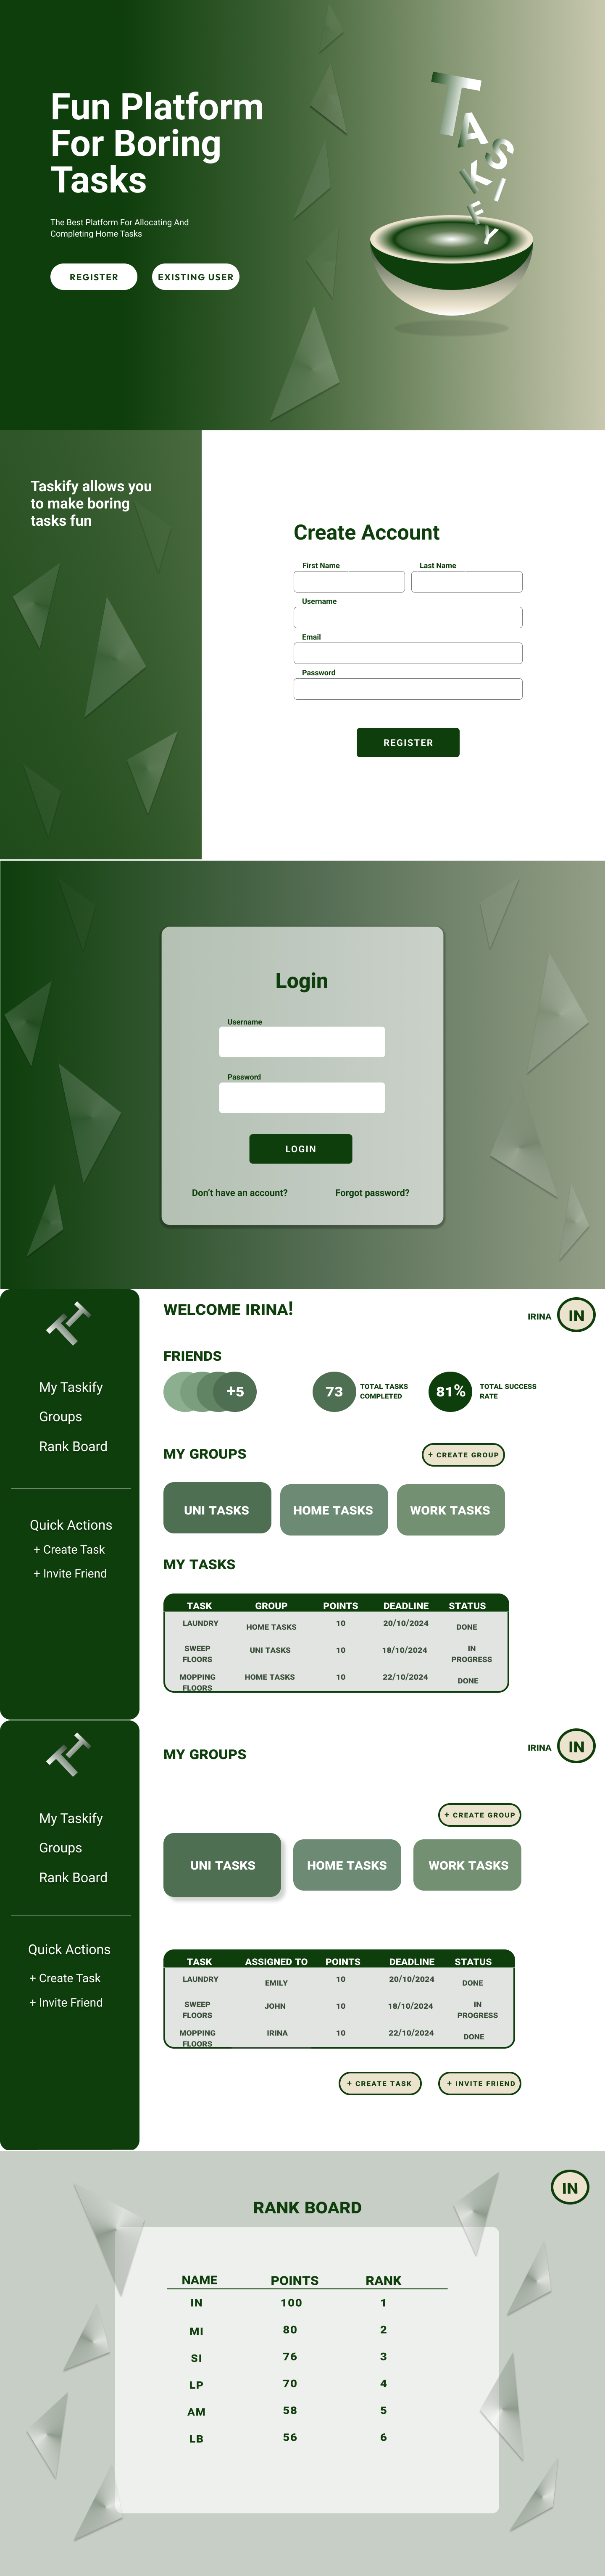 Fun Platform
For Boring
Tasks
The Best Platform For Allocating And
Completing Home Tasks
REGISTER
EXISTING USER
TASKIFY
Taskify allows you
to make boring
tasks fun
Create Account
First Name
Last Name
Username
Email
Password
REGISTER
Login
Username
Password
LOGIN
Don't have an account?
Forgot password?
My Taskify
Groups
Rank Board
Quick Actions
+ Create Task
+ Invite Friend
WELCOME IRINA!
IRINA
IN
FRIENDS
+5
73
TOTAL TASKS
COMPLETED
81%
TOTAL SUCCESS
RATE
MY GROUPS
+ CREATE GROUP
UNI TASKS
HOME TASKS
WORK TASKS
MY TASKS
TASK GROUP POINTS DEADLINE STATUS
LAUNDRY HOME TASKS 10 20/10/2024 DONE
SWEEP
FLOORS
UNI TASKS 10 18/10/2024
IN
PROGRESS
MOPPING
FLOORS
HOME TASKS 10 22/10/2024 DONE
TT
My Taskify
Groups
Rank Board
Quick Actions
+ Create Task
+ Invite Friend
MY GROUPS
IRINA
IN
+ CREATE GROUP
UNI TASKS
HOME TASKS
WORK TASKS
TASK ASSIGNED TO POINTS DEADLINE STATUS
LAUNDRY EMILY 10 20/10/2024 DONE
SWEEP
FLOORS
JOHN 10 18/10/2024
IN
PROGRESS
MOPPING
FLOORS
IRINA 10 22/10/2024 DONE
+ CREATE TASK
+ INVITE FRIEND
IN
RANK BOARD
NAME POINTS RANK
IN 100 1
MI 80 2
SI 76 3
LP 70 4
AM 58 5
LB 56 6